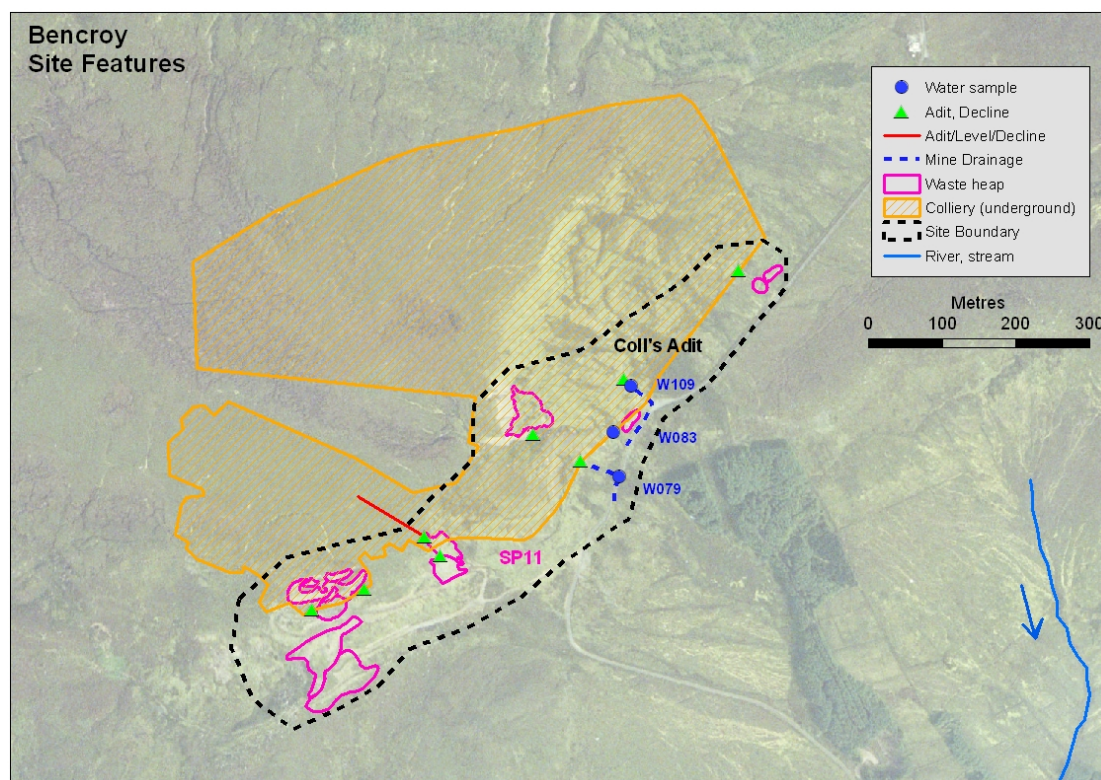 Bencroy
Site Features
Water sample
Adit, Decline
Adit/Level/Decline
Mine Drainage
Waste heap
Colliery (underground)
Site Boundary
River, stream
Metres
0 100 200 300
Coll's Adit
W109
W083
W079
SP11